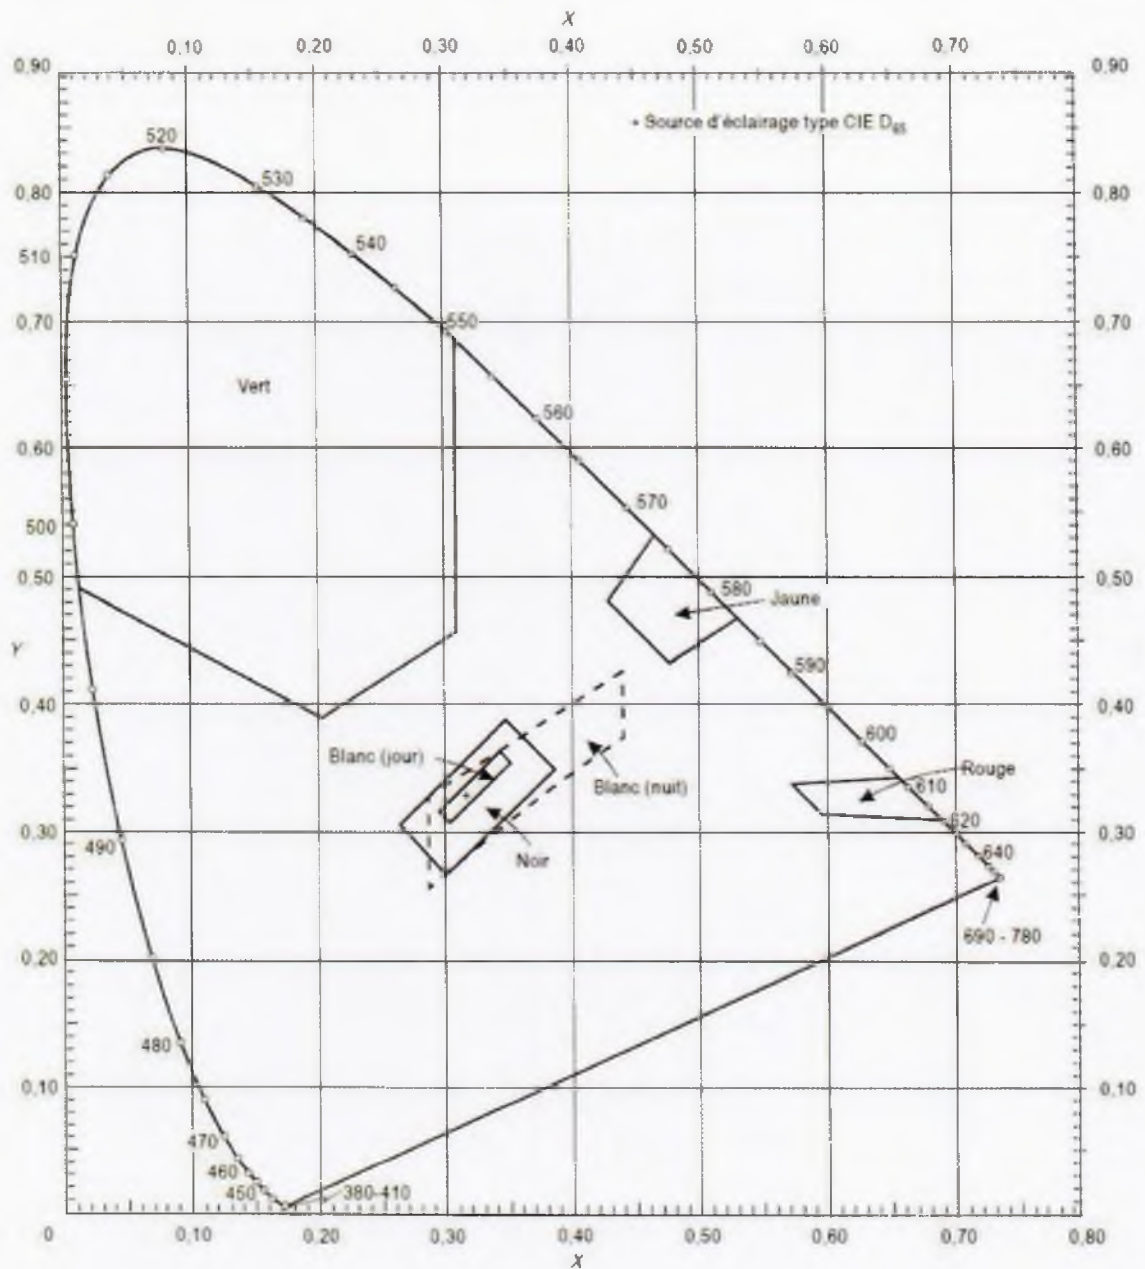 X
0,10 0,20 0,30 0,40 0,50 0,60 0,70
0,90 0,90
• Source d'éclairage type CIE D65
520
530
0,80 0,80
540
510
0,70 550 0,70
Vert
560
0,60 0,60
570
500
0,50 0,50
580
Jaune
Y
590
0,40 0,40
600
Blanc (jour)
Rouge
610
Blanc (nuit)
620
0,30 0,30
490
640
Noir
690 - 780
0,20 0,20
480
0,10 0,10
470
460
450 380-410
0 0,10 0,20 0,30 0,40 0,50 0,60 0,70 0,80
X